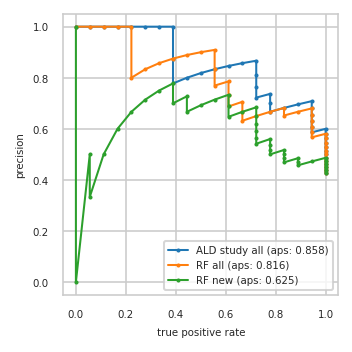 1.0
0.8
0.6
0.4
0.2
0.0
precision
0.0 0.2 0.4 0.6 0.8 1.0
true positive rate
ALD study all (aps: 0.858)
RF all (aps: 0.816)
RF new (aps: 0.625)